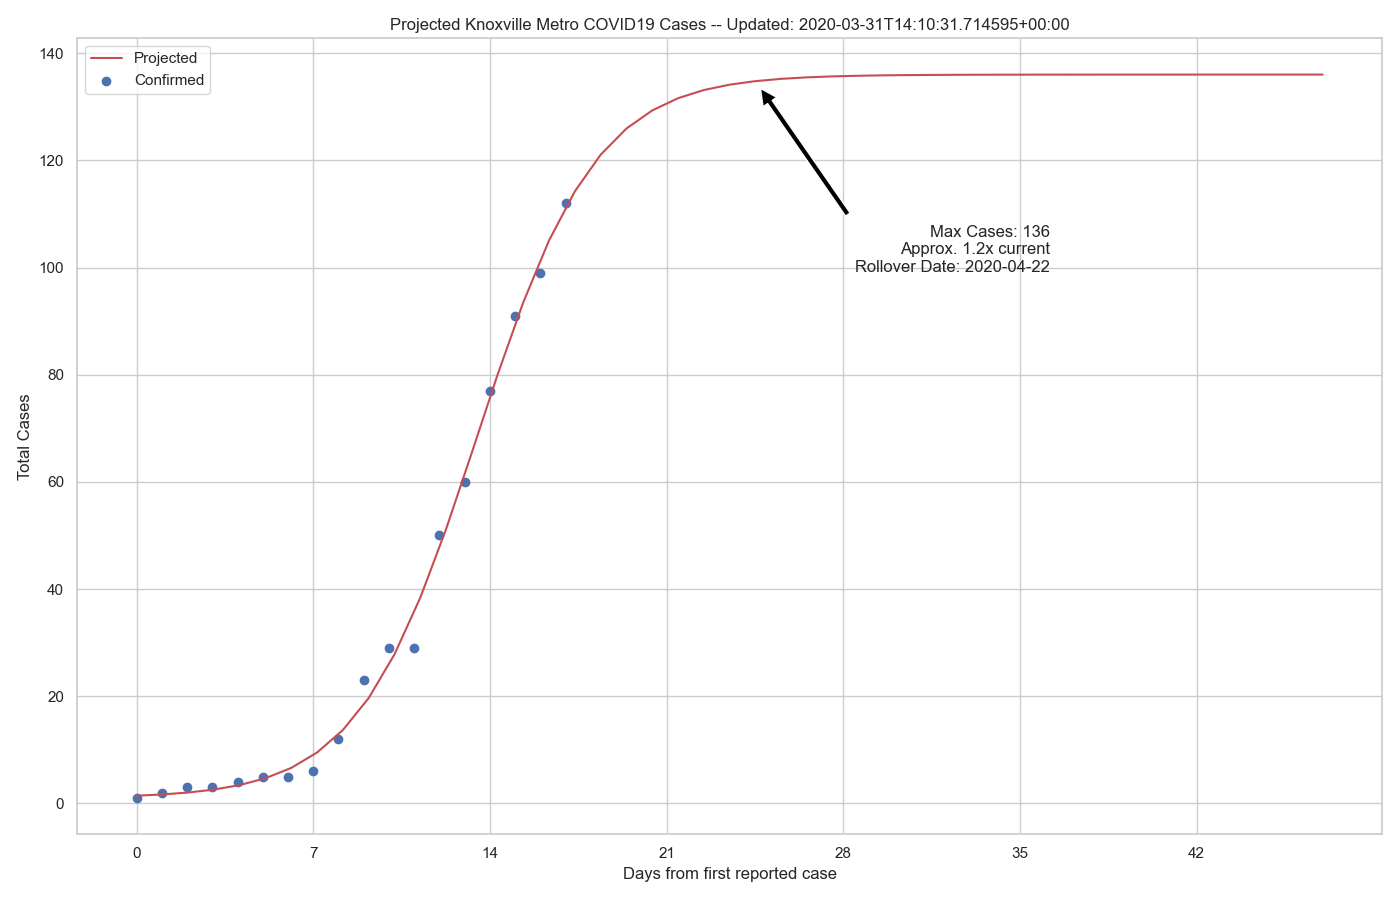 Projected Knoxville Metro COVID19 Cases -- Updated: 2020-03-31T14:10:31.714595+00:00
Projected
Confirmed
140
120
100
80
60
40
20
0
Total Cases
Max Cases: 136
Approx. 1.2x current
Rollover Date: 2020-04-22
0 7 14 21 28 35 42
Days from first reported case